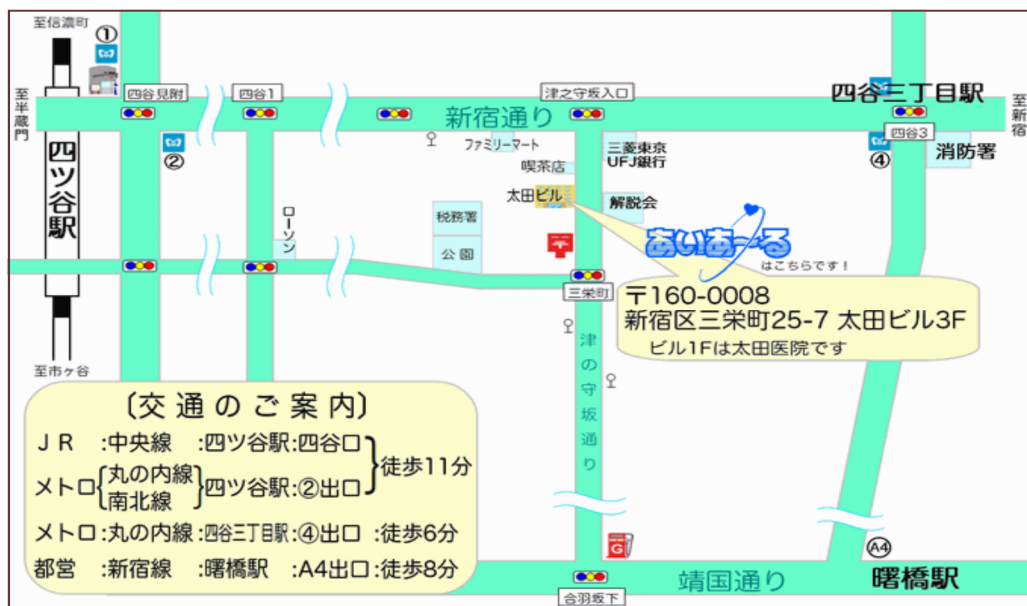 至信濃町
①
四谷見附
四谷1
津之守坂入口
四谷三丁目駅
至半蔵門
新宿通り
四谷3
至新宿
②
ファミリーマート
三菱東京
UFJ銀行
④
消防署
四ツ谷駅
喫茶店
太田ビル
解説会
ローソン
税務署
公園
あいあ〜る
はこちらです!
三栄町
〒160-0008
新宿区三栄町25-7 太田ビル3F
ビル1Fは太田医院です
至市ヶ谷
津の守坂通り
〔交通のご案内〕
JR :中央線 :四ツ谷駅:四谷口
徒歩11分
メトロ{丸の内線 南北線}四ツ谷駅:②出口
メトロ:丸の内線:四谷三丁目駅:④出口 :徒歩6分
都営 :新宿線 :曙橋駅 :A4出口:徒歩8分
G
A4
靖国通り
曙橋駅
合羽坂下